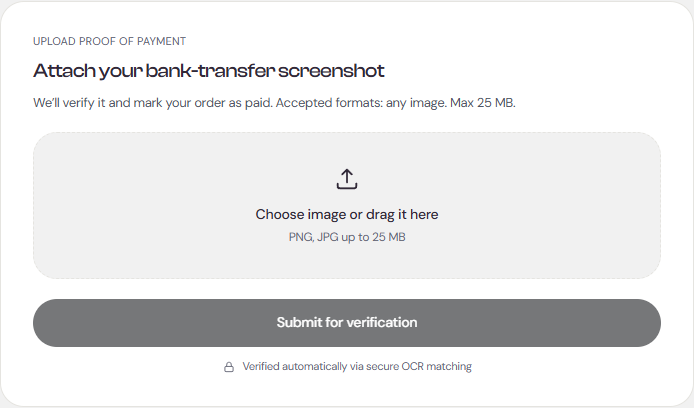 UPLOAD PROOF OF PAYMENT
Attach your bank-transfer screenshot
We'll verify it and mark your order as paid. Accepted formats: any image. Max 25 MB.
Choose image or drag it here
PNG, JPG up to 25 MB
Submit for verification
Verified automatically via secure OCR matching